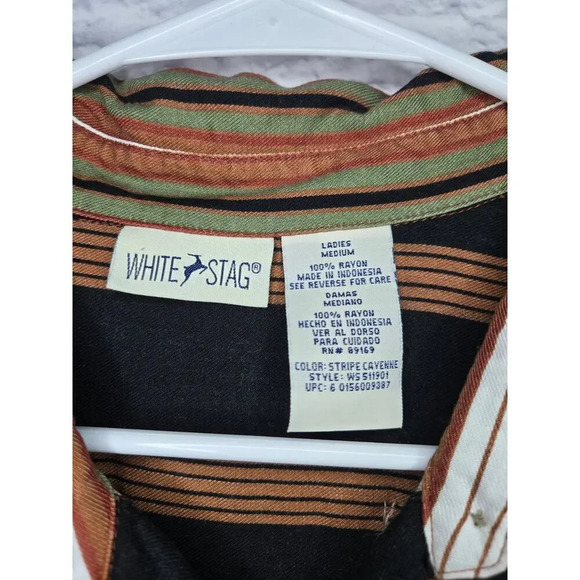 WHITE STAG®
LADIES
MEDIUM
100% RAYON
MADE IN INDONESIA
SEE REVERSE FOR CARE
DAMAS
MEDIANO
100% RAYON
HECHO EN INDONESIA
VER AL DORSO
PARA CUIDADO
RN# 89169
COLOR: STRIPE CAYENNE
STYLE: WS 511901
UPC: 6 0156009387